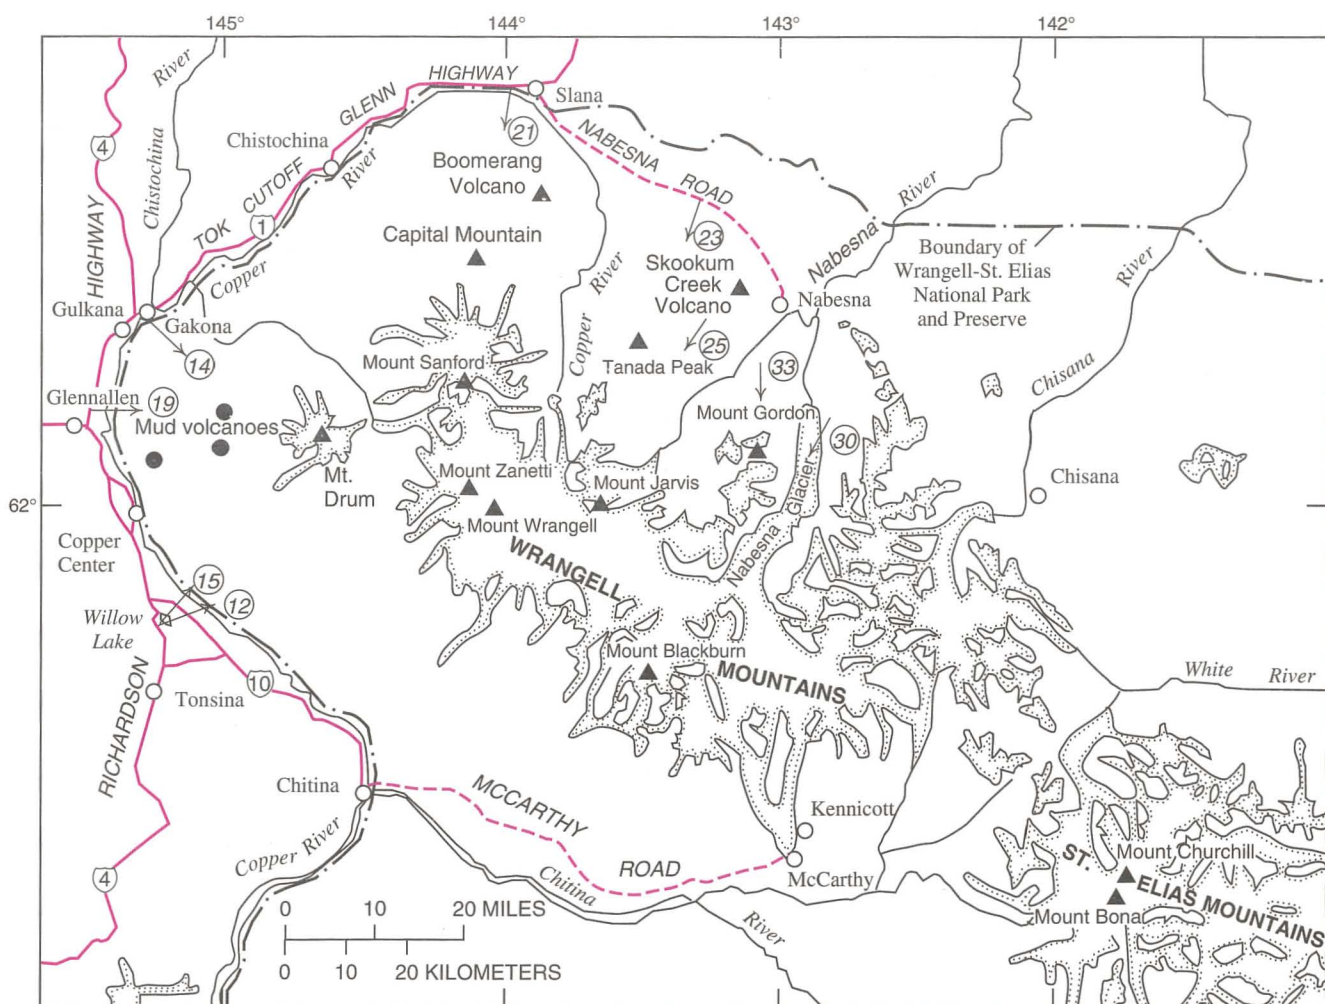 145°
144°
143°
142°
River
HIGHWAY
Slana
GLENN
4
Chistochina
21
NABESNA
Boomerang
Volcano
River
CUTOFF
Chistochina
ROAD
River
TOK
1
Capital Mountain
23
Nabesna
Boundary of
Wrangell-St. Elias
National Park
and Preserve
River
HIGHWAY
Copper
River
Skookum
Creek
Volcano
Nabesna
Gulkana
Gakona
14
Mount Sanford
Copper
25
Tanada Peak
33
Chisana
Glennallen
19
Mud volcanoes
Mount Gordon
30
Mt.
Drum
Mount Zanetti
Mount Jarvis
Glacier
Chisana
62°
Mount Wrangell
Copper
Center
WRANGELL
Nabesna
15
12
Willow
Lake
Mount Blackburn
MOUNTAINS
White
River
RICHARDSON
Tonsina
10
Chitina
MCCARTHY
Kennicott
Copper River
ROAD
Chitina
McCarthy
ST.
Mount Churchill
ELIAS MOUNTAINS
4
Mount Bona
River
0 10 20 MILES
0 10 20 KILOMETERS